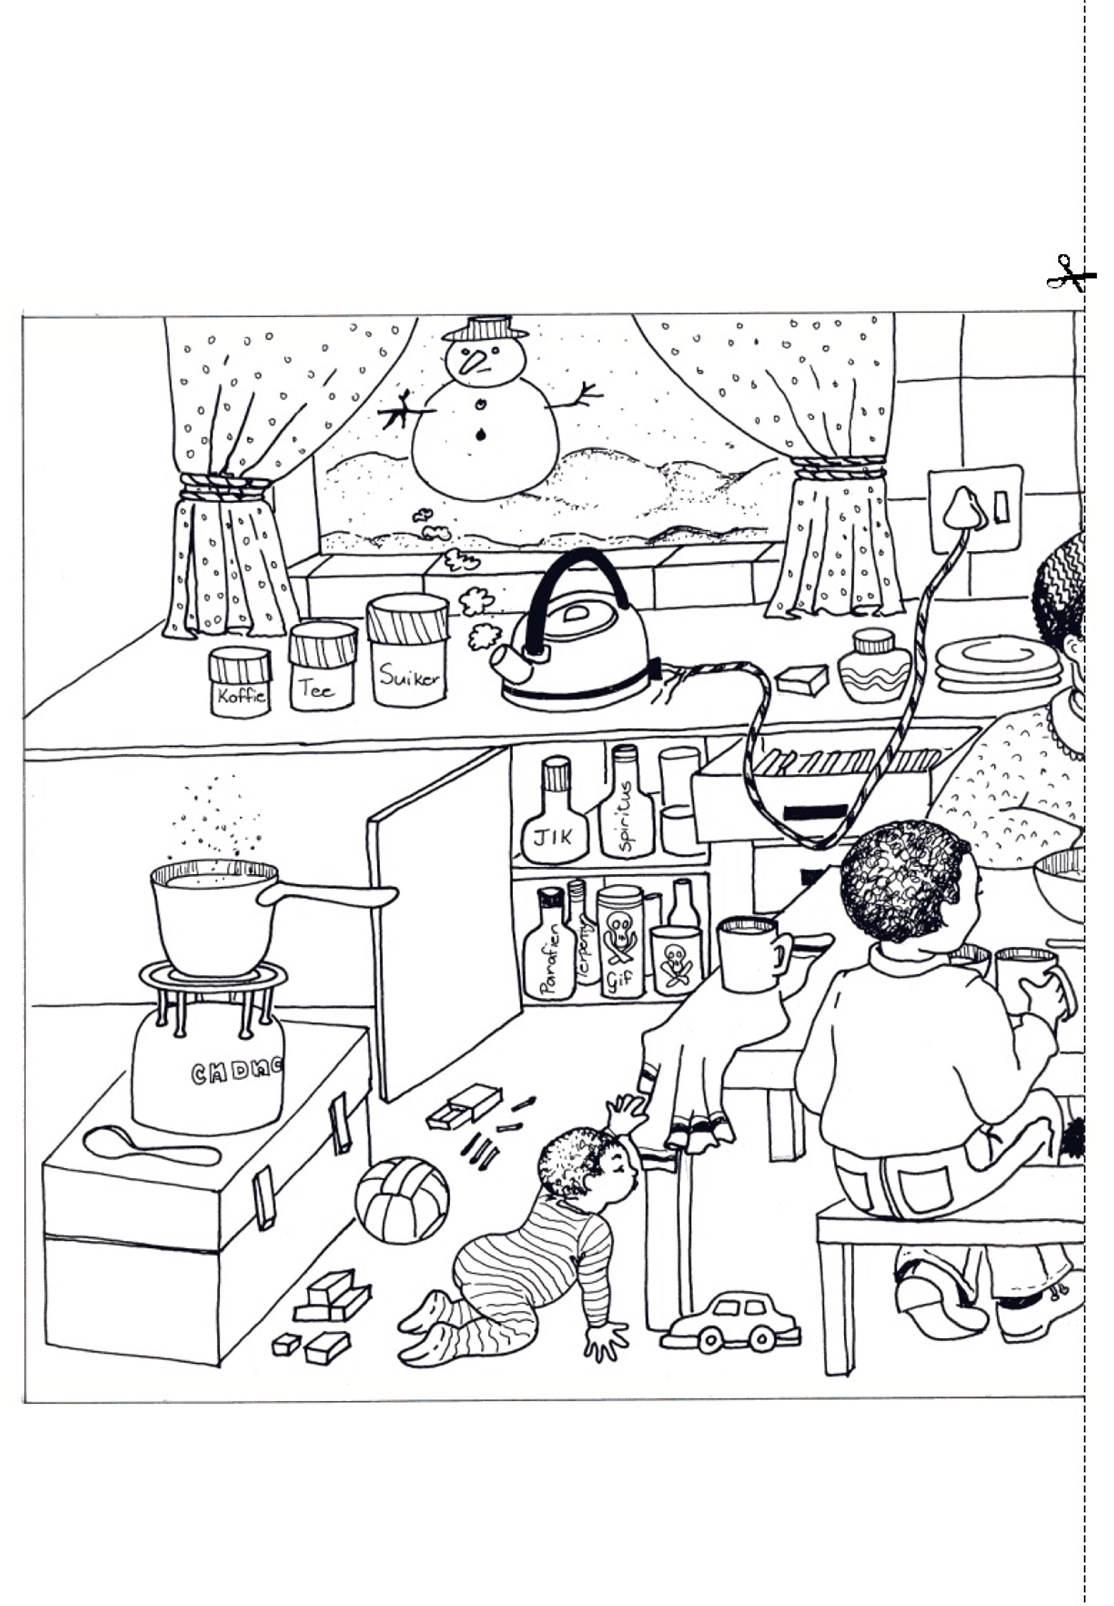 Koffie
Tee
Suiker
JIK
Spiritus
Parafien
Terpentyn
Gif
CADAC